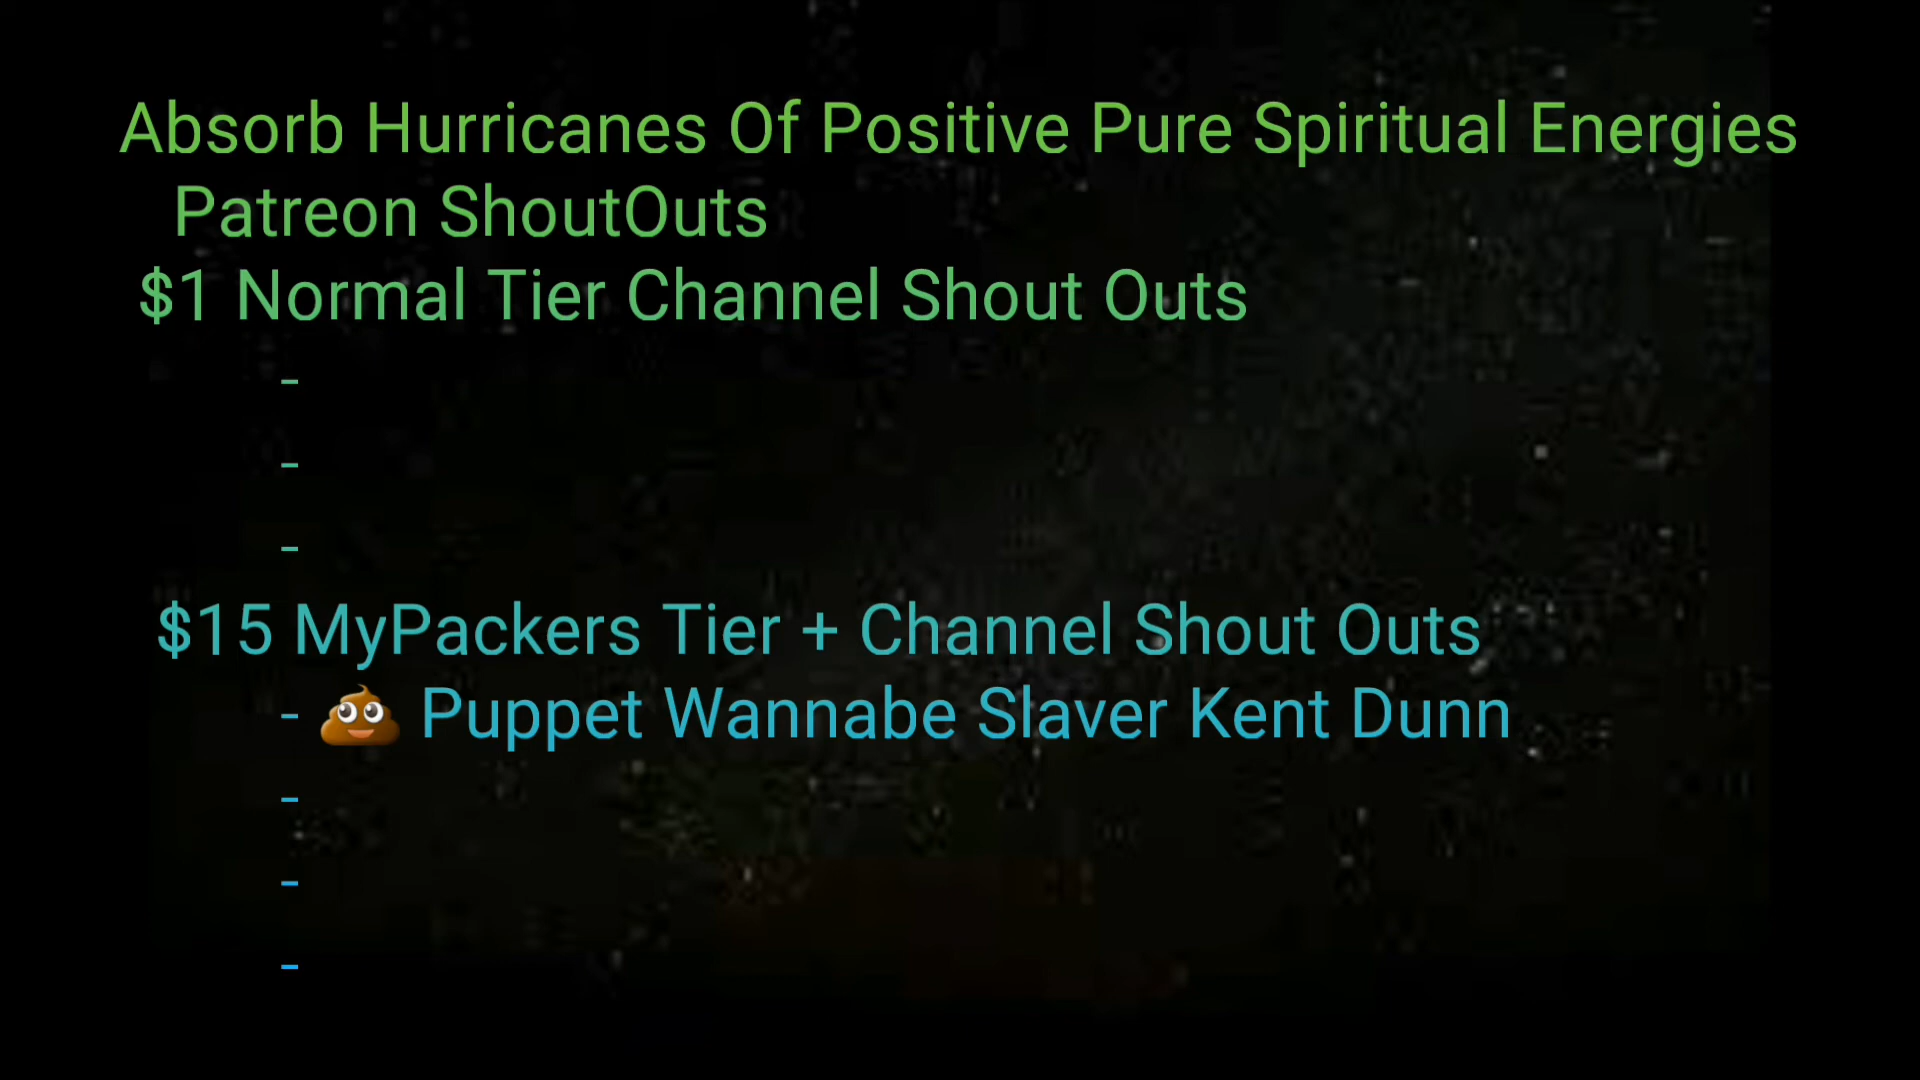 Absorb Hurricanes Of Positive Pure Spiritual Energies
Patreon ShoutOuts
$1 Normal Tier Channel Shout Outs
-
-
-
$15 MyPackers Tier + Channel Shout Outs
- 💩 Puppet Wannabe Slaver Kent Dunn
-
-
-